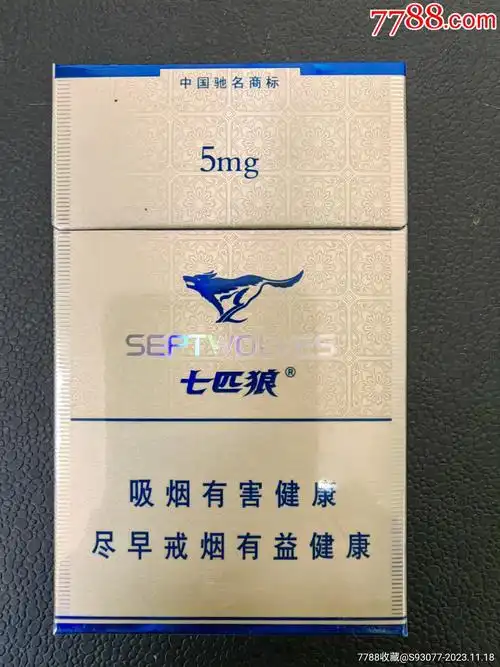 7788.com
中国驰名商标
5mg
SEPTWOLVES
七匹狼®
吸烟有害健康
尽早戒烟有益健康
7788收藏@S93077-2023.11.18